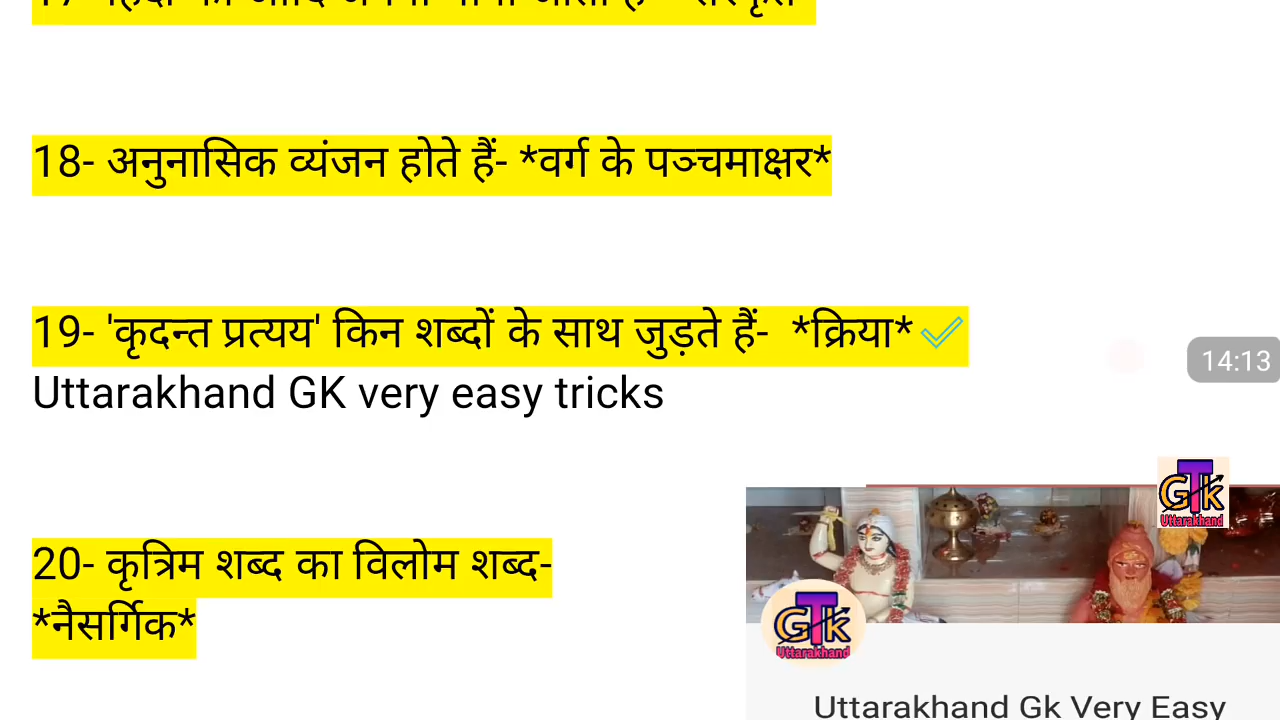 18- अनुनासिक व्यंजन होते हैं- *वर्ग के पञ्चमाक्षर*
19- 'कृदन्त प्रत्यय' किन शब्दों के साथ जुड़ते हैं- *क्रिया*
Uttarakhand GK very easy tricks
14:13
GTk
Uttarakhand
20- कृत्रिम शब्द का विलोम शब्द-
*नैसर्गिक*
GTk
Uttarakhand
Uttarakhand Gk Very Easy